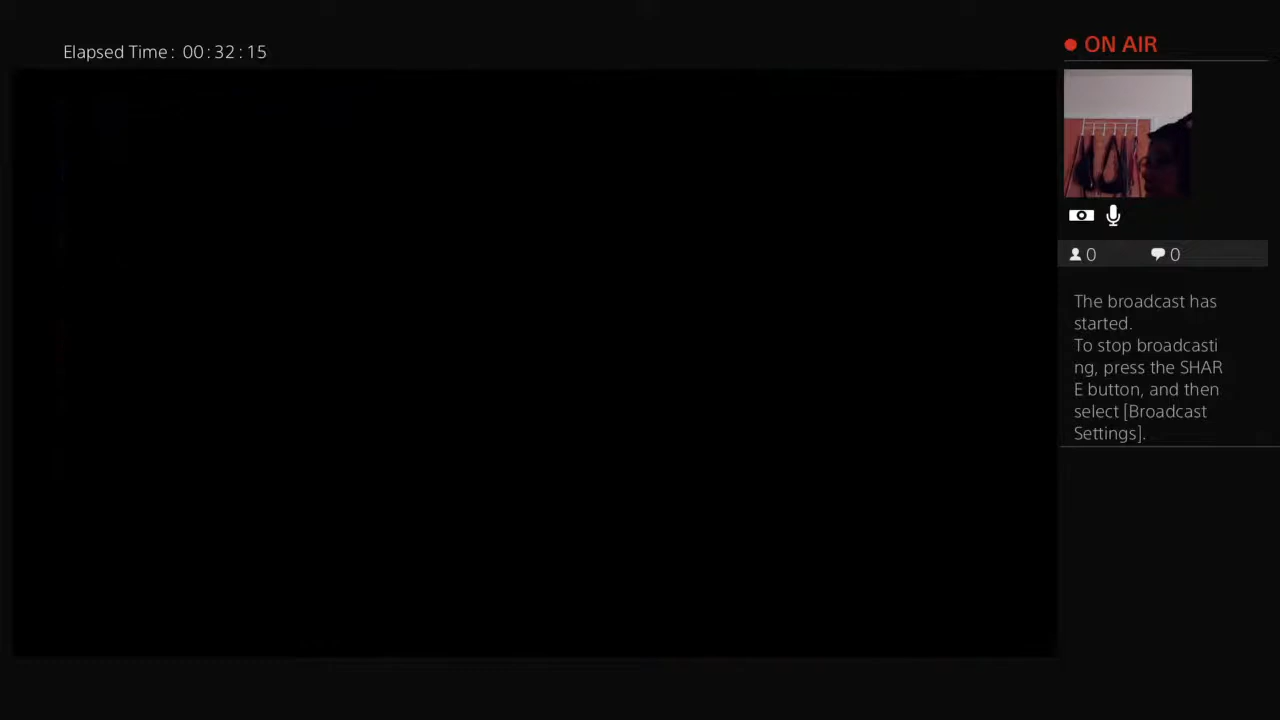 Elapsed Time: 00:32:15
ON AIR
0
0
The broadcast has
started.
To stop broadcasti
ng, press the SHAR
E button, and then
select [Broadcast
Settings].